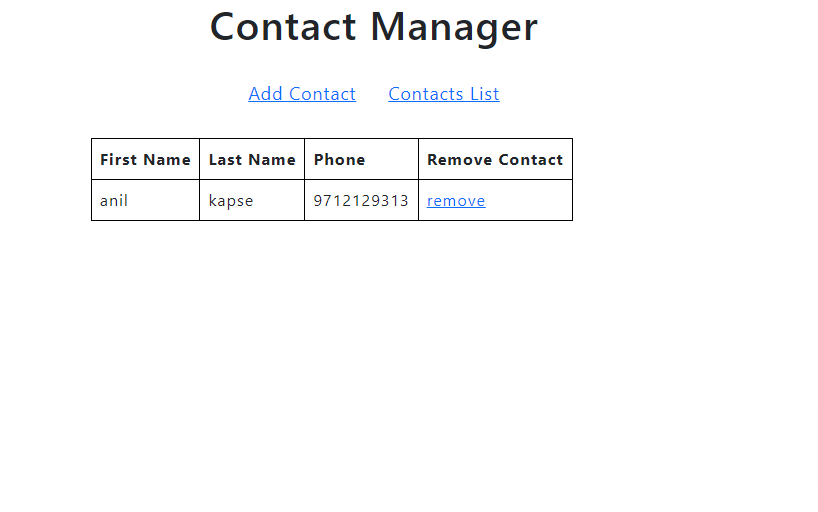 Contact Manager
Add Contact Contacts List
First Name Last Name Phone Remove Contact
anil kapse 9712129313 remove